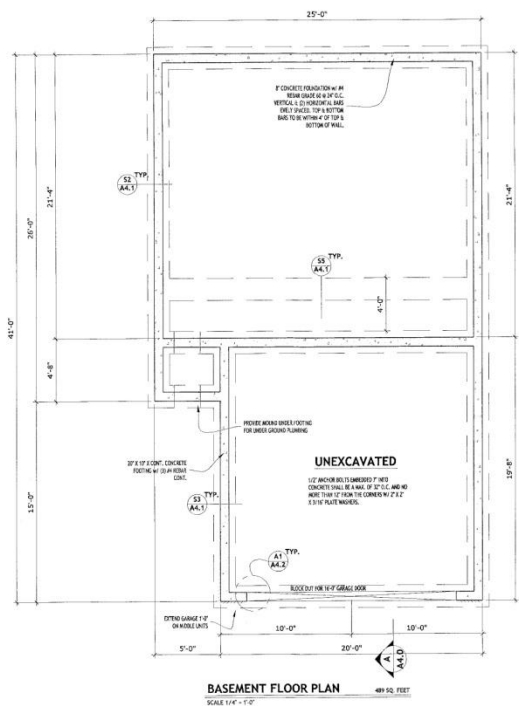 25'-0"
8" CONCRETE FOUNDATION W/ #4
REBAR GRADE 60 @ 24" O.C.
VERTICAL & (2) HORIZONTAL BARS
EVELY SPACED. TOP & BOTTOM
BARS TO BE WITHIN 4" OF TOP &
BOTTOM OF WALL.
S2
A4.1
TYP.
21'-4"
21'-4"
26'-0"
41'-0"
S5
A4.1
TYP.
4'-0"
4'-8"
PROVIDE MOUND UNDER FOOTING
FOR UNDER GROUND PLUMBING
20" X 10" X CONT. CONCRETE
FOOTING W/ (3) #4 REBAR
CONT.
UNEXCAVATED
1/2" ANCHOR BOLTS EMBEDDED 7" INTO
CONCRETE SHALL BE A MAX. OF 32" O.C. AND NO
MORE THAN 12" FROM THE CORNERS W/ 2" X 2"
X 3/16" PLATE WASHERS.
19'-8"
15'-0"
S3
A4.1
TYP.
A1
A4.2
TYP.
BLOCK OUT FOR 16'-0" GARAGE DOOR
EXTEND GARAGE 1'-0"
ON MIDDLE UNITS
10'-0"
10'-0"
5'-0"
20'-0"
A
A4.0
BASEMENT FLOOR PLAN
489 SQ. FEET
SCALE 1/4" = 1'-0"